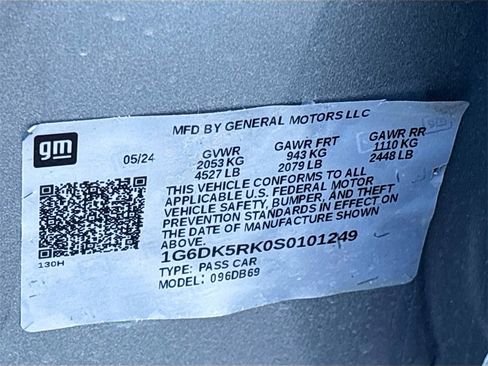 MFD BY GENERAL MOTORS LLC
gm
05/24 GVWR GAWR FRT GAWR RR
2053 KG 943 KG 1110 KG
4527 LB 2079 LB 2448 LB
THIS VEHICLE CONFORMS TO ALL
APPLICABLE U.S. FEDERAL MOTOR
VEHICLE SAFETY, BUMPER, AND THEFT
PREVENTION STANDARDS IN EFFECT ON
THE DATE OF MANUFACTURE SHOWN
ABOVE.
130H
1G6DK5RK0S0101249
TYPE: PASS CAR
MODEL: 096DB69